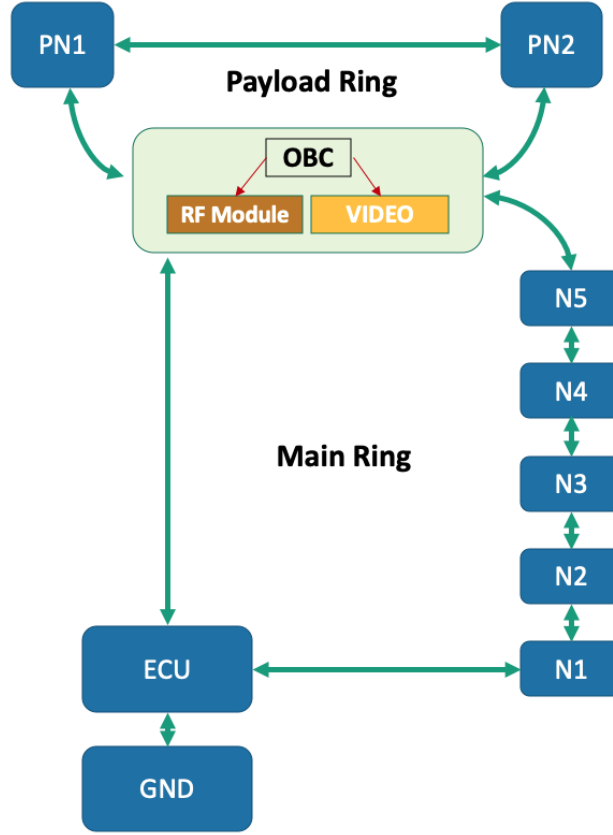 PN1
PN2
Payload Ring
OBC
RF Module
VIDEO
N5
N4
Main Ring
N3
N2
ECU
N1
GND